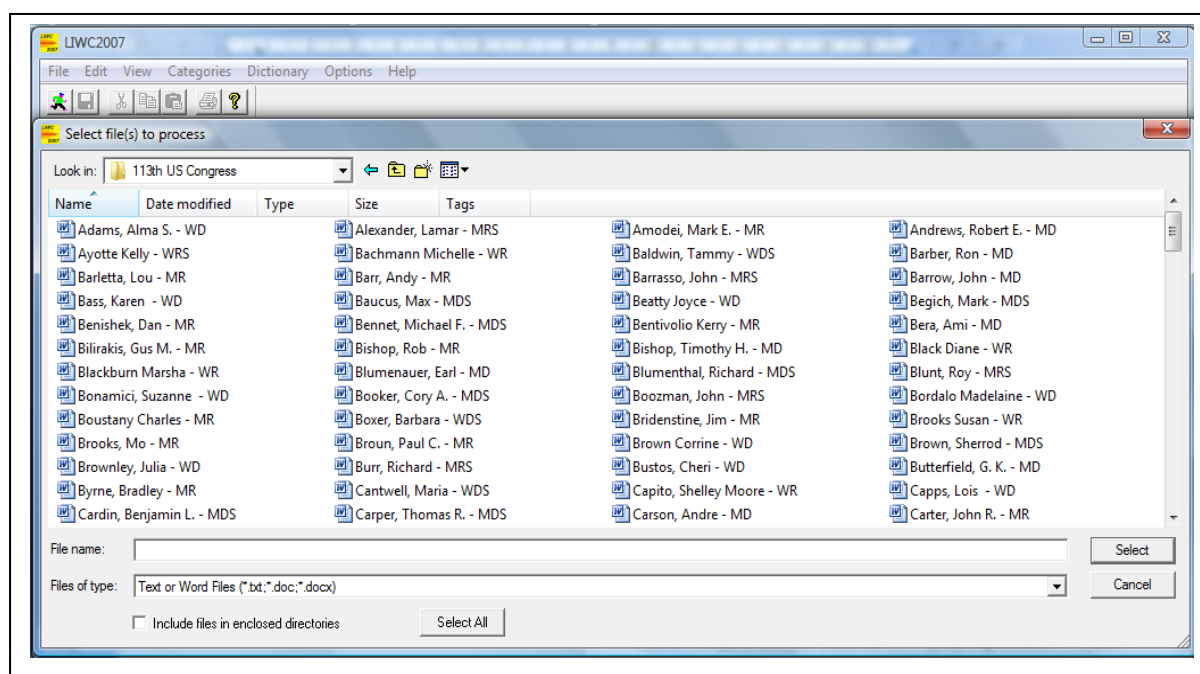 LIWC2007
File Edit View Categories Dictionary Options Help
Select file(s) to process
Look in: 113th US Congress
Name Date modified Type Size Tags
Adams, Alma S. - WD Alexander, Lamar - MRS Amodei, Mark E. - MR Andrews, Robert E. - MD
Ayotte Kelly - WRS Bachmann Michelle - WR Baldwin, Tammy - WDS Barber, Ron - MD
Barletta, Lou - MR Barr, Andy - MR Barrasso, John - MRS Barrow, John - MD
Bass, Karen - WD Baucus, Max - MDS Beatty Joyce - WD Begich, Mark - MDS
Benishek, Dan - MR Bennet, Michael F. - MDS Bentivolio Kerry - MR Bera, Ami - MD
Bilirakis, Gus M. - MR Bishop, Rob - MR Bishop, Timothy H. - MD Black Diane - WR
Blackburn Marsha - WR Blumenauer, Earl - MD Blumenthal, Richard - MDS Blunt, Roy - MRS
Bonamici, Suzanne - WD Booker, Cory A. - MDS Boozman, John - MRS Bordalo Madelaine - WD
Boustany Charles - MR Boxer, Barbara - WDS Bridenstine, Jim - MR Brooks Susan - WR
Brooks, Mo - MR Broun, Paul C. - MR Brown Corrine - WD Brown, Sherrod - MDS
Brownley, Julia - WD Burr, Richard - MRS Bustos, Cheri - WD Butterfield, G. K. - MD
Byrne, Bradley - MR Cantwell, Maria - WDS Capito, Shelley Moore - WR Capps, Lois - WD
Cardin, Benjamin L. - MDS Carper, Thomas R. - MDS Carson, Andre - MD Carter, John R. - MR
File name: Select
Files of type: Text or Word Files (*.txt;*.doc;*.docx) Cancel
Include files in enclosed directories Select All